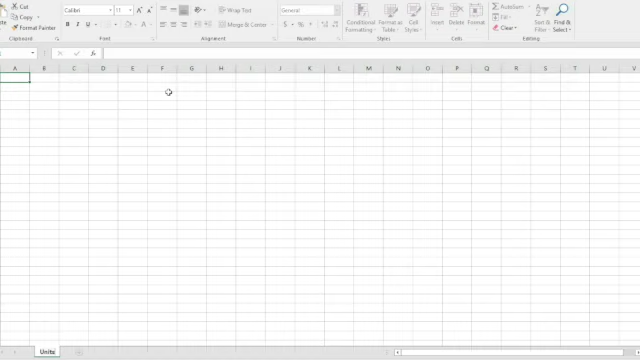 Cut
Copy
Format Painter
Clipboard
Calibri 11
B I U
Font
Wrap Text
Merge & Center
Alignment
General
$ %
Number
Conditional Formatting
Format as Table
Cell Styles
Styles
Insert Delete Format
Cells
AutoSum
Fill
Clear
Sort & Filter
Find & Select
Editing
fx
A B C D E F G H I J K L M N O P Q R S T U V
Units